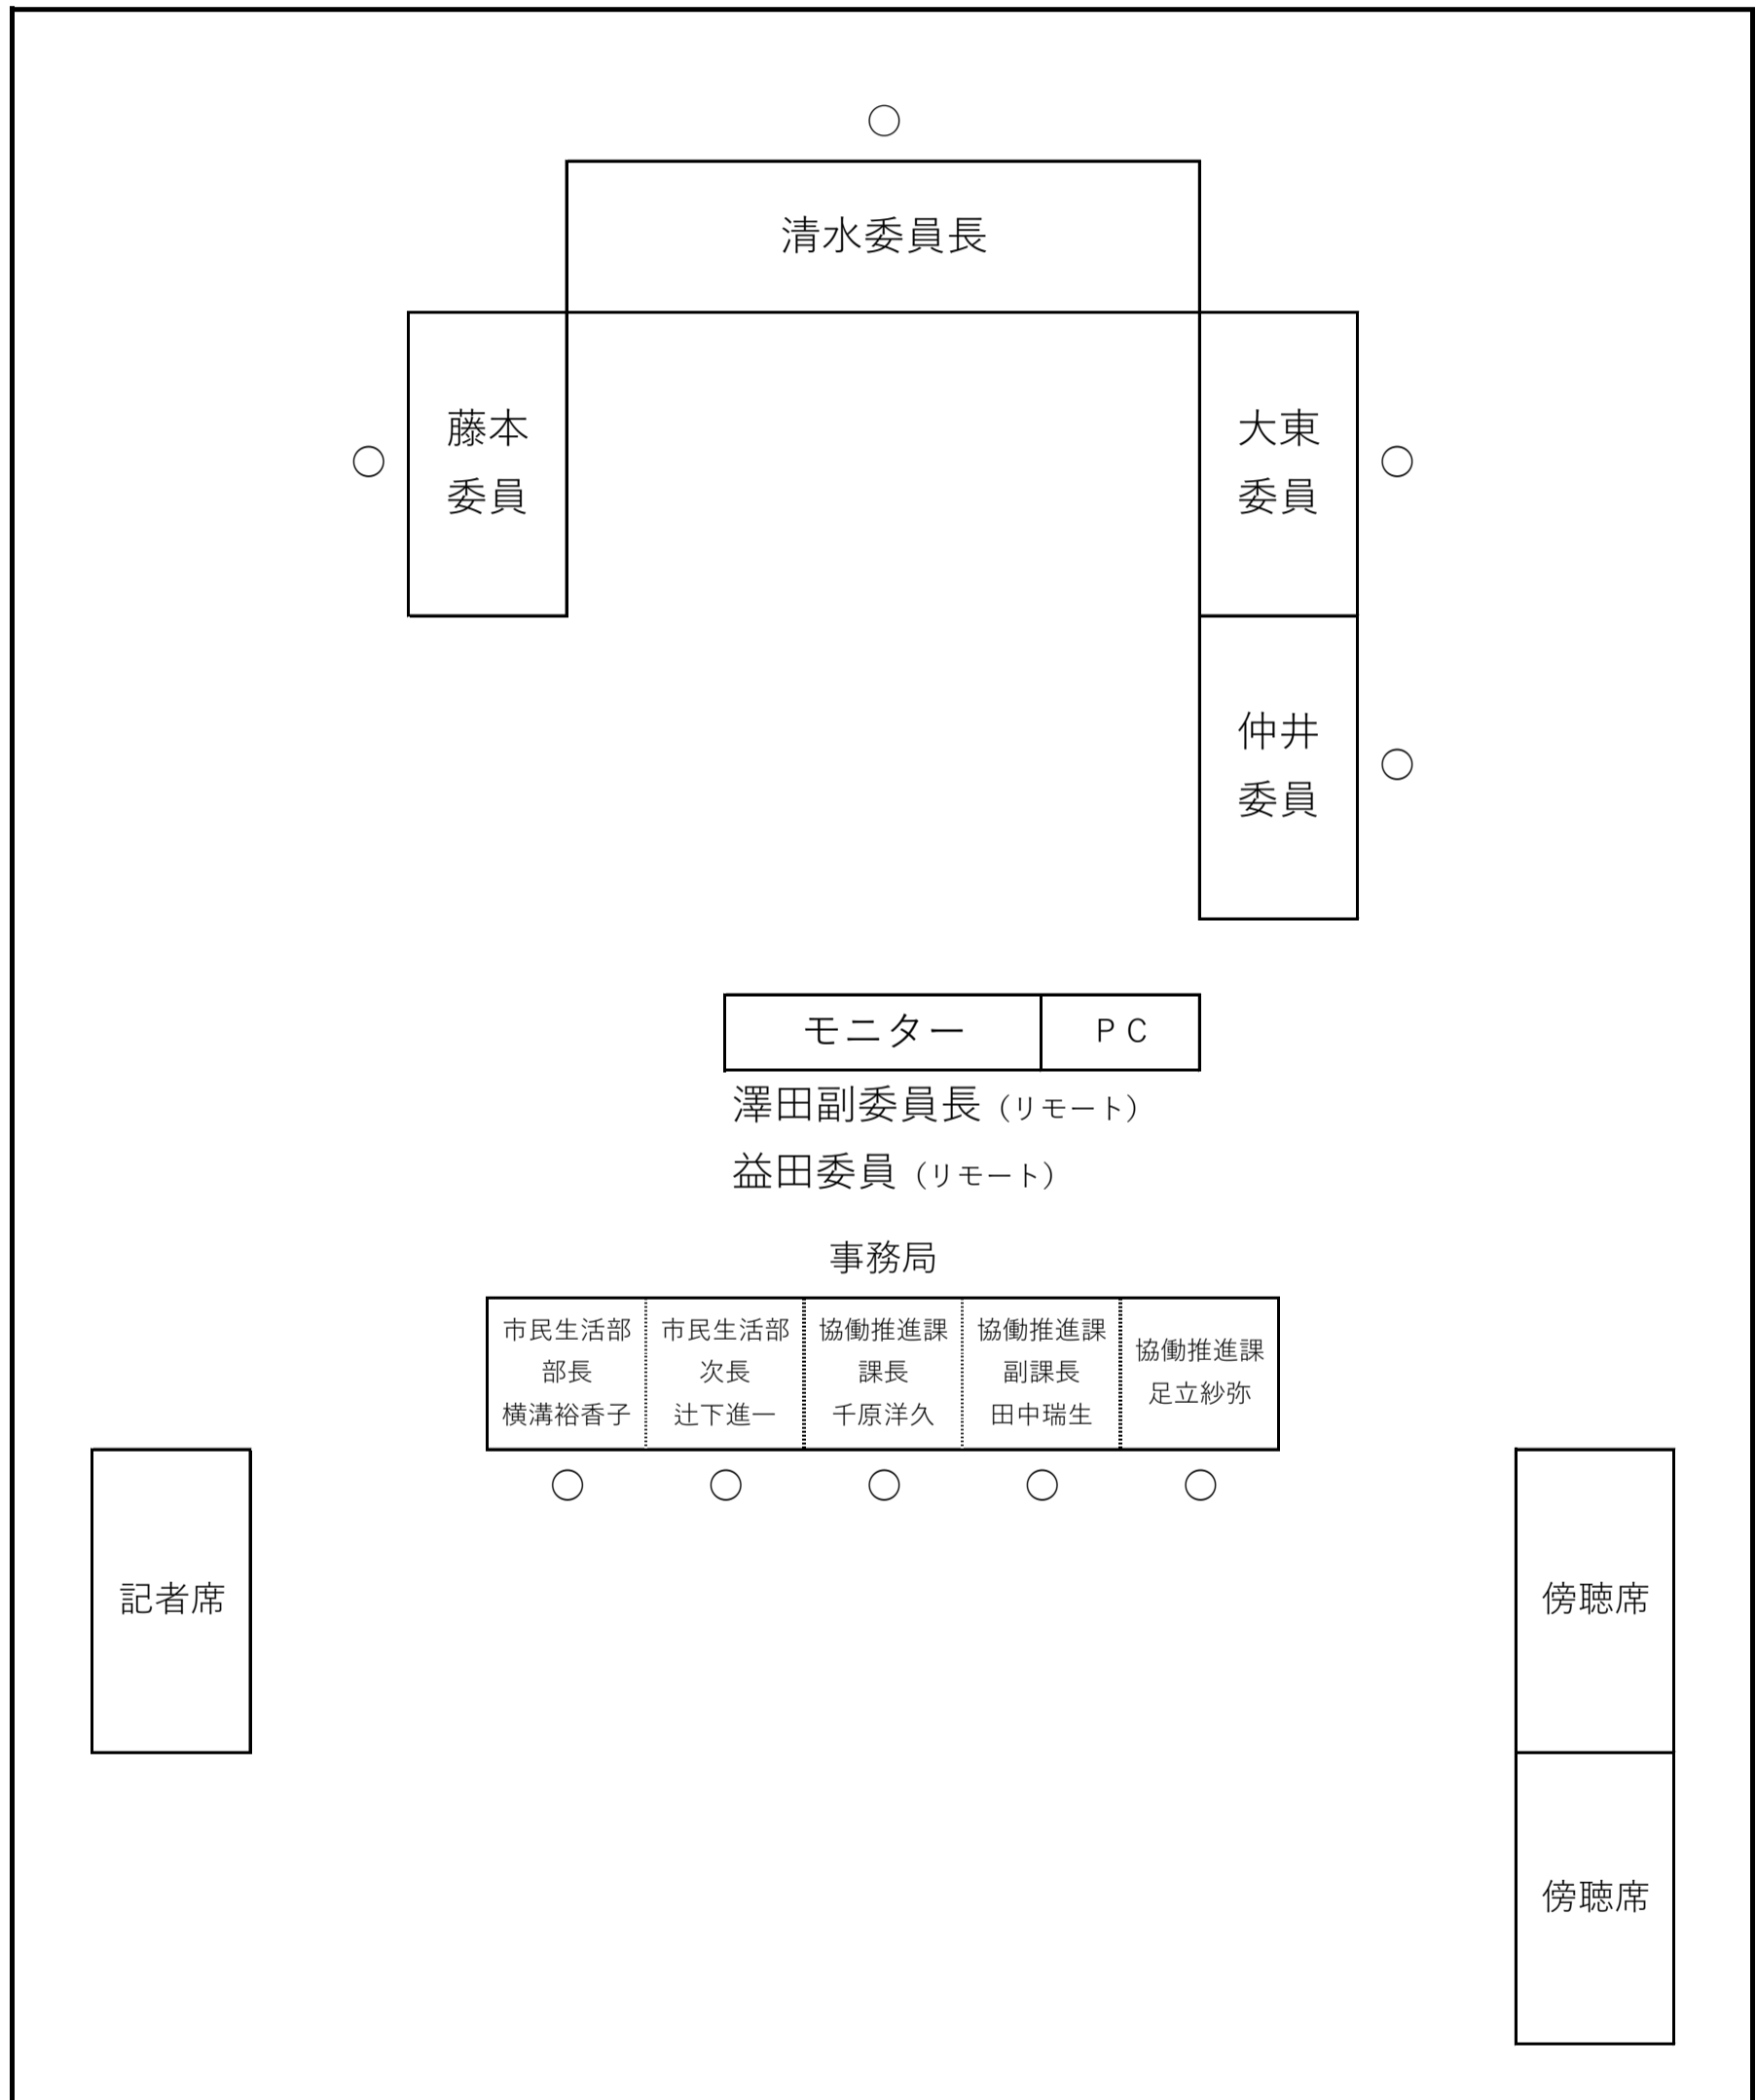 ○
清水委員長
藤本
委員
○
大東
委員
○
仲井
委員
○
モニター
ＰＣ
澤田副委員長（リモート）
益田委員（リモート）
事務局
市民生活部
部長
横溝裕香子
市民生活部
次長
辻下進一
協働推進課
課長
千原洋久
協働推進課
副課長
田中瑞生
協働推進課
足立紗弥
○ ○ ○ ○ ○
記者席
傍聴席
傍聴席